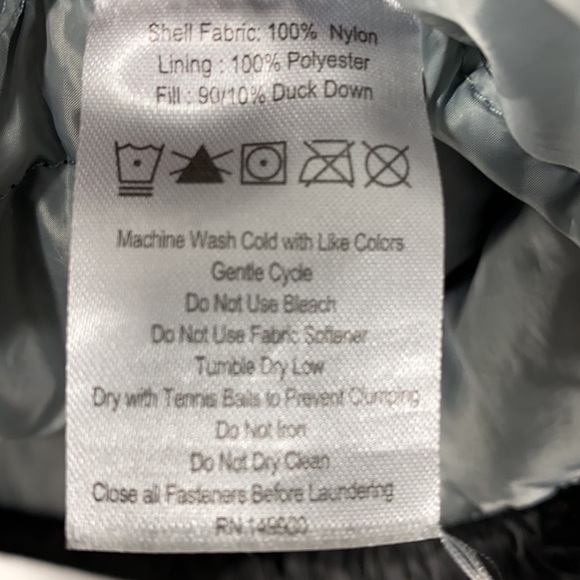 Shell Fabric: 100% Nylon
Lining : 100% Polyester
Fill : 90/10% Duck Down
Machine Wash Cold with Like Colors
Gentle Cycle
Do Not Use Bleach
Do Not Use Fabric Softener
Tumble Dry Low
Dry with Tennis Balls to Prevent Clumping
Do Not Iron
Do Not Dry Clean
Close all Fasteners Before Laundering
RN